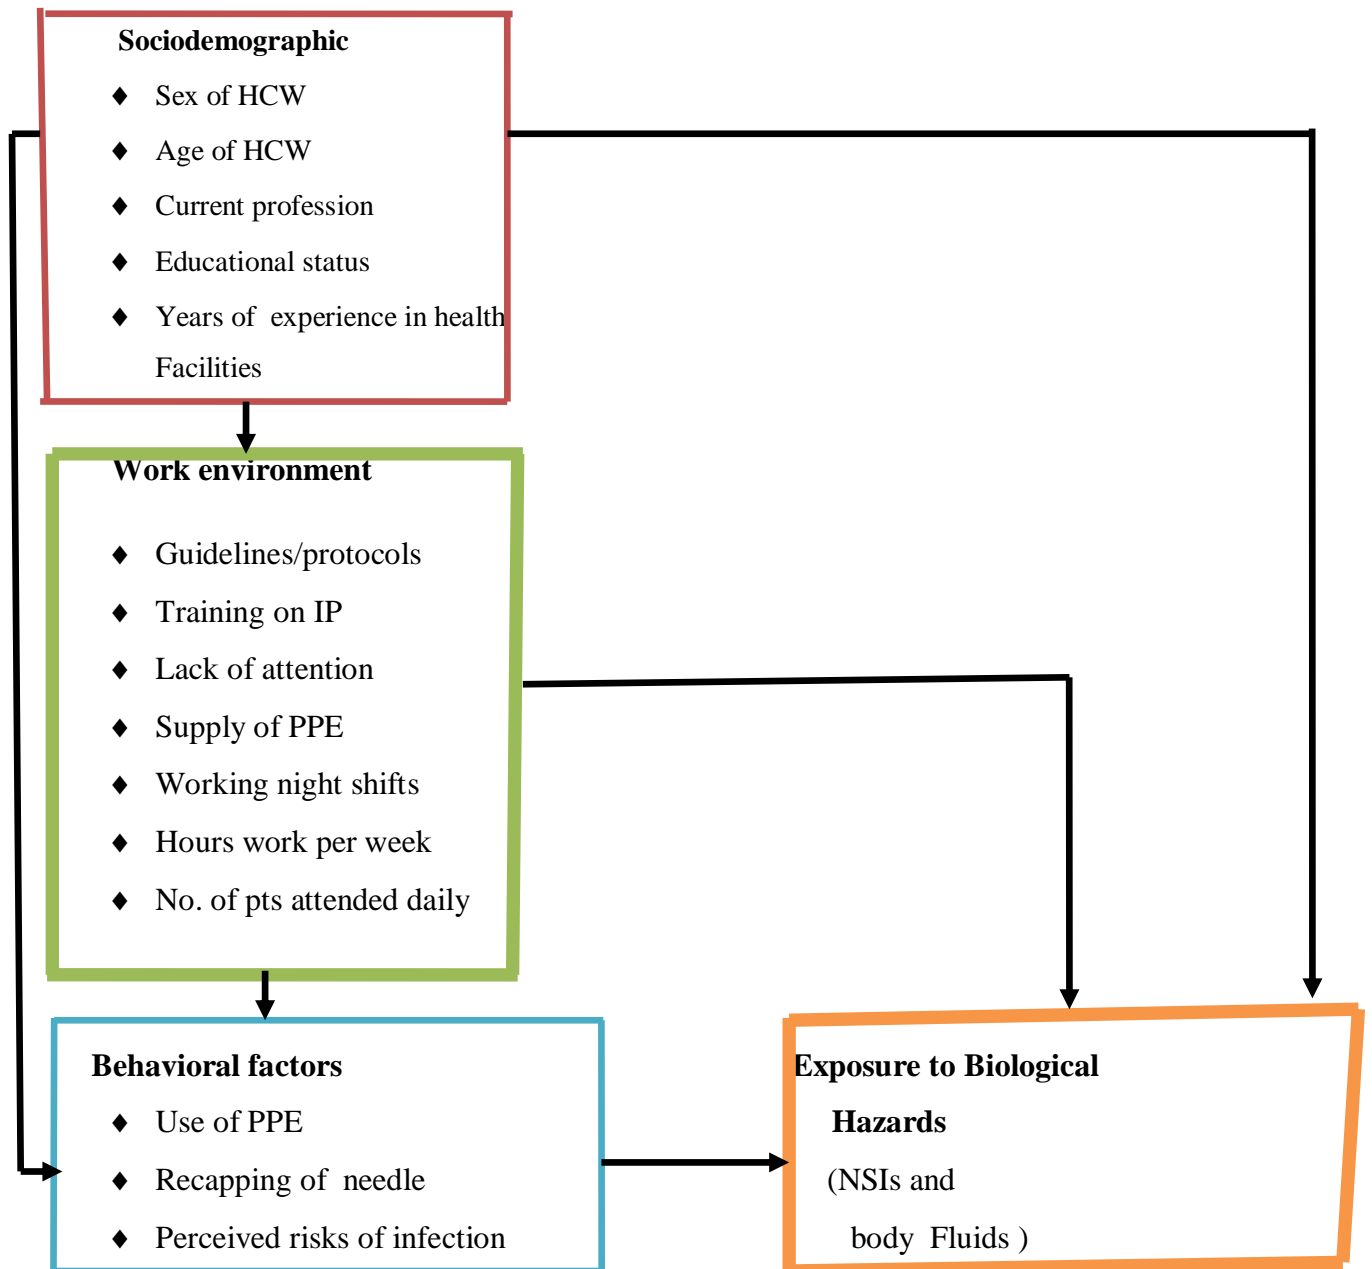 Sociodemographic
♦ Sex of HCW
♦ Age of HCW
♦ Current profession
♦ Educational status
♦ Years of experience in health
Facilities
Work environment
♦ Guidelines/protocols
♦ Training on IP
♦ Lack of attention
♦ Supply of PPE
♦ Working night shifts
♦ Hours work per week
♦ No. of pts attended daily
Behavioral factors
♦ Use of PPE
♦ Recapping of needle
♦ Perceived risks of infection
Exposure to Biological
Hazards
(NSIs and
body Fluids )